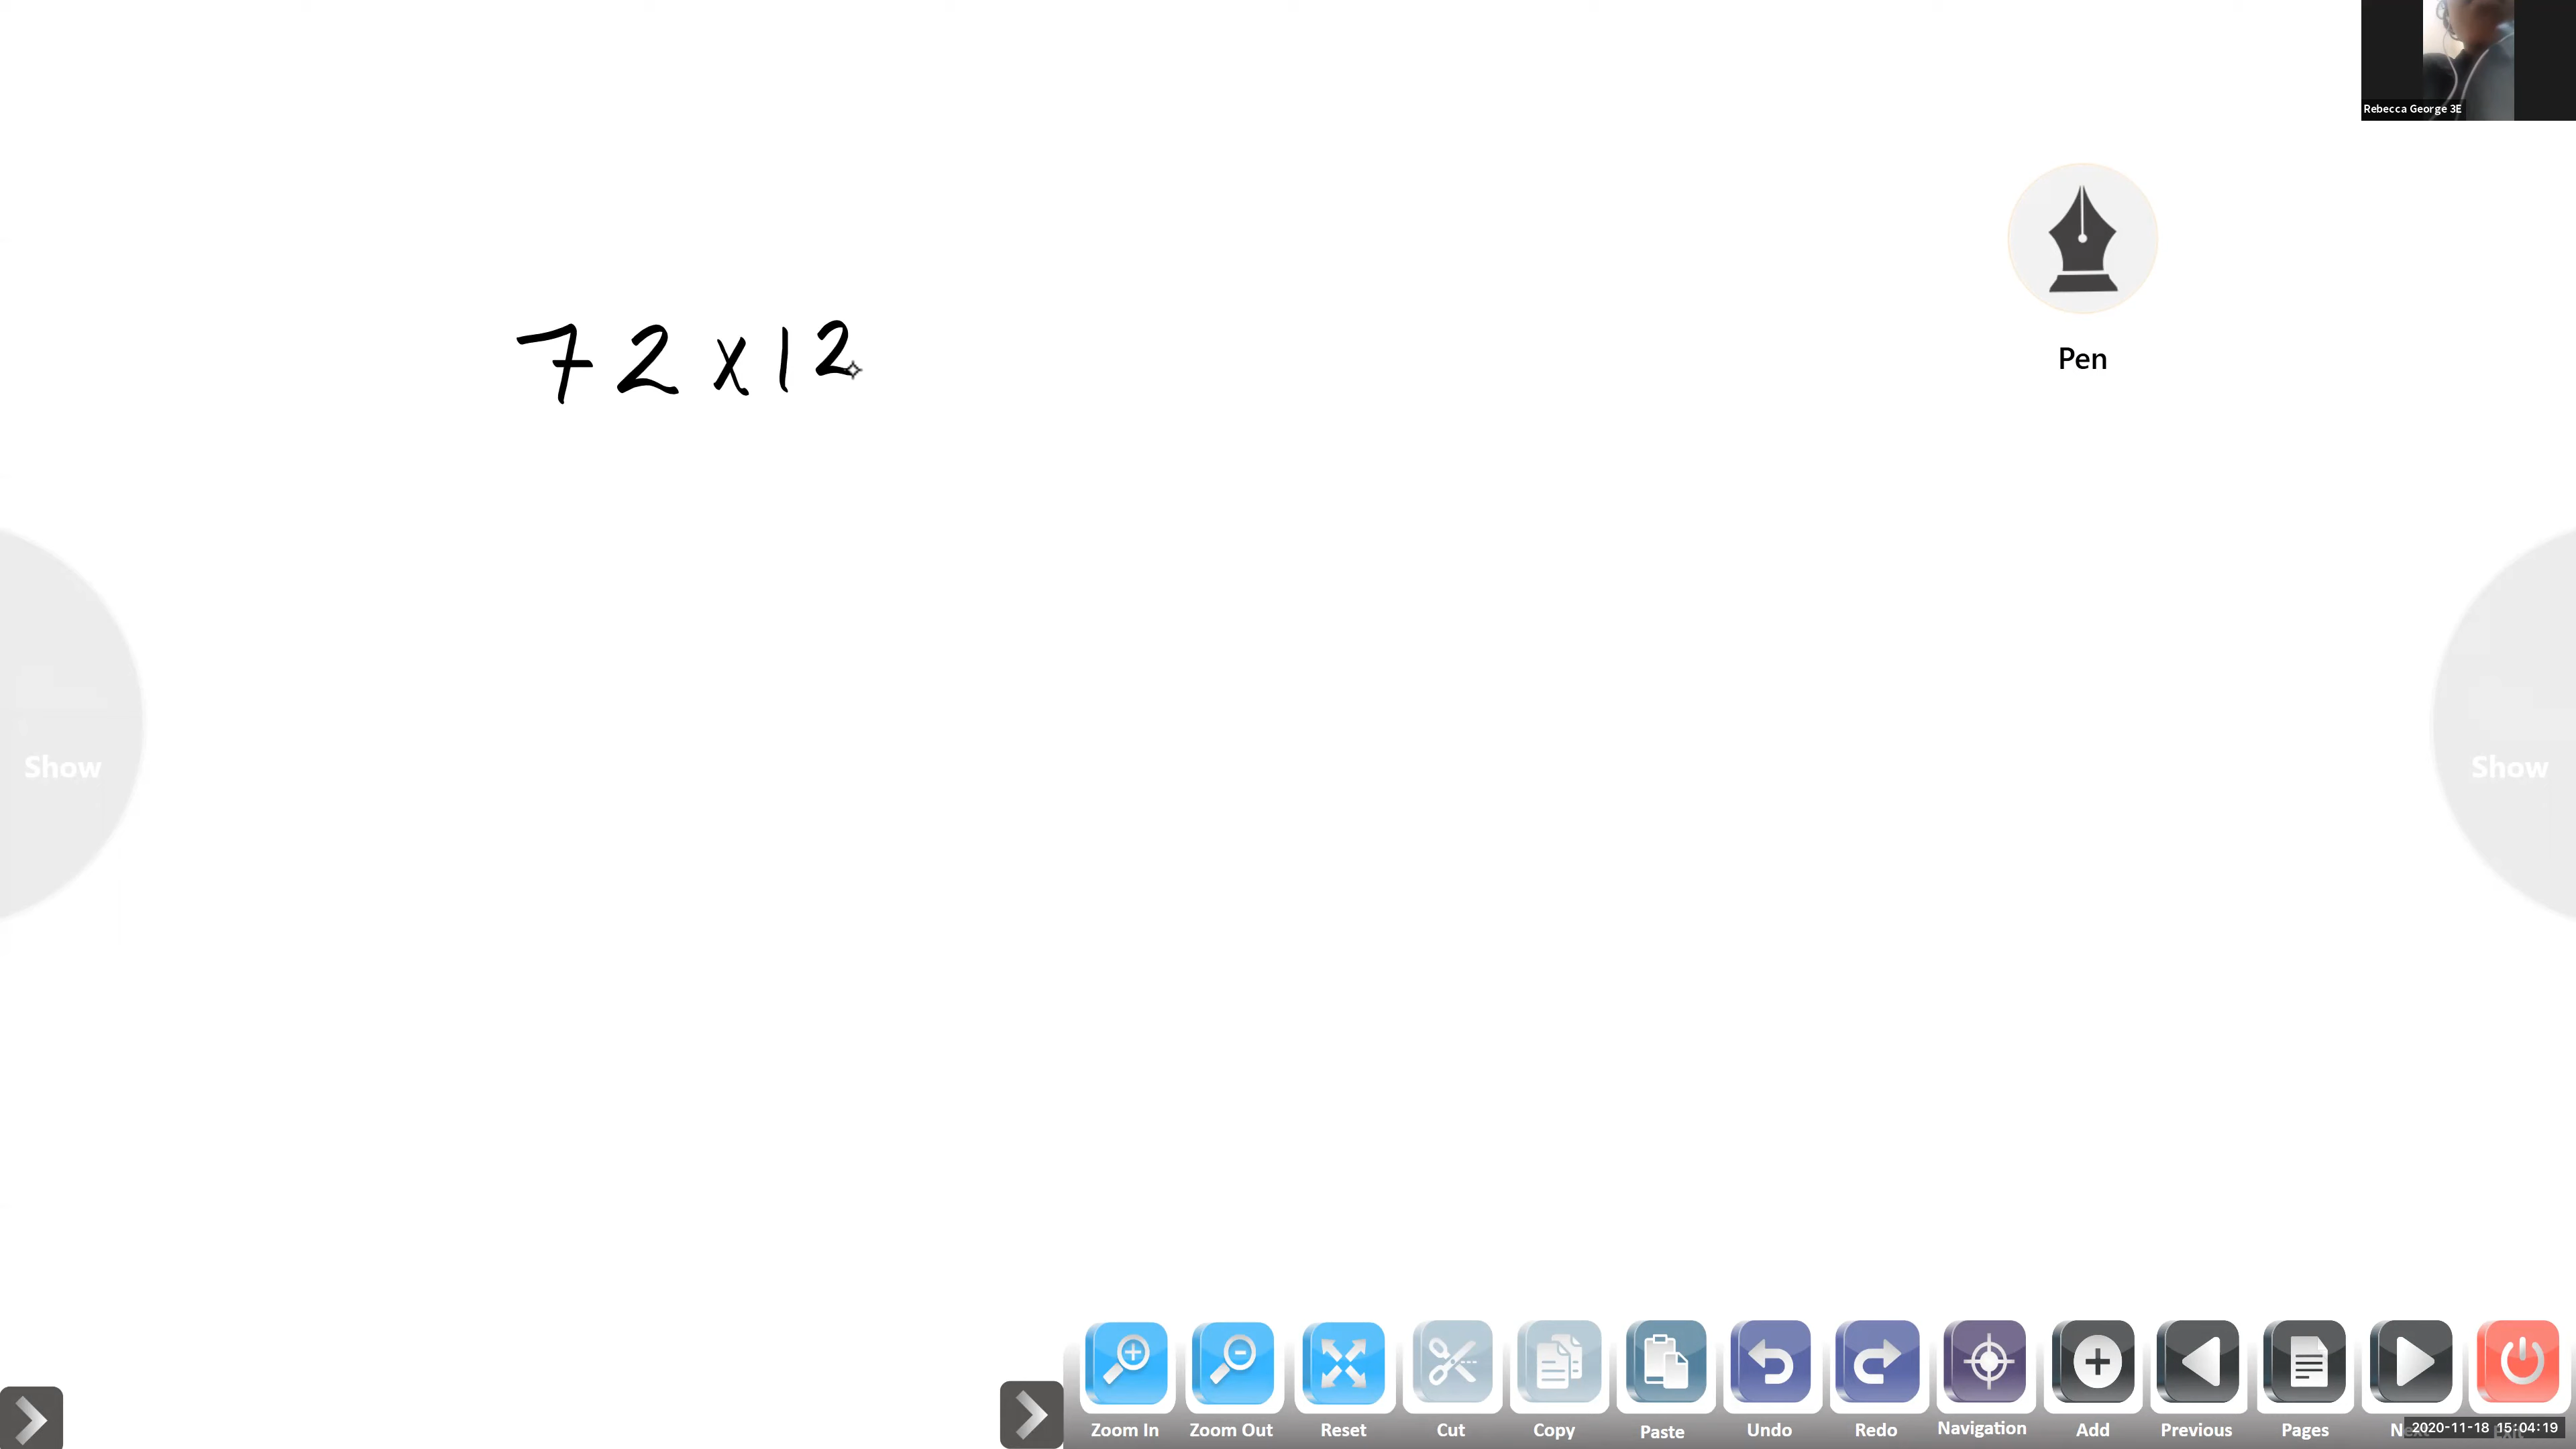 Rebecca George 3E
Pen
72 x 12
Show
Show
Zoom In Zoom Out Reset Cut Copy Paste Undo Redo Navigation Add Previous Pages
2020-11-18 15:04:19